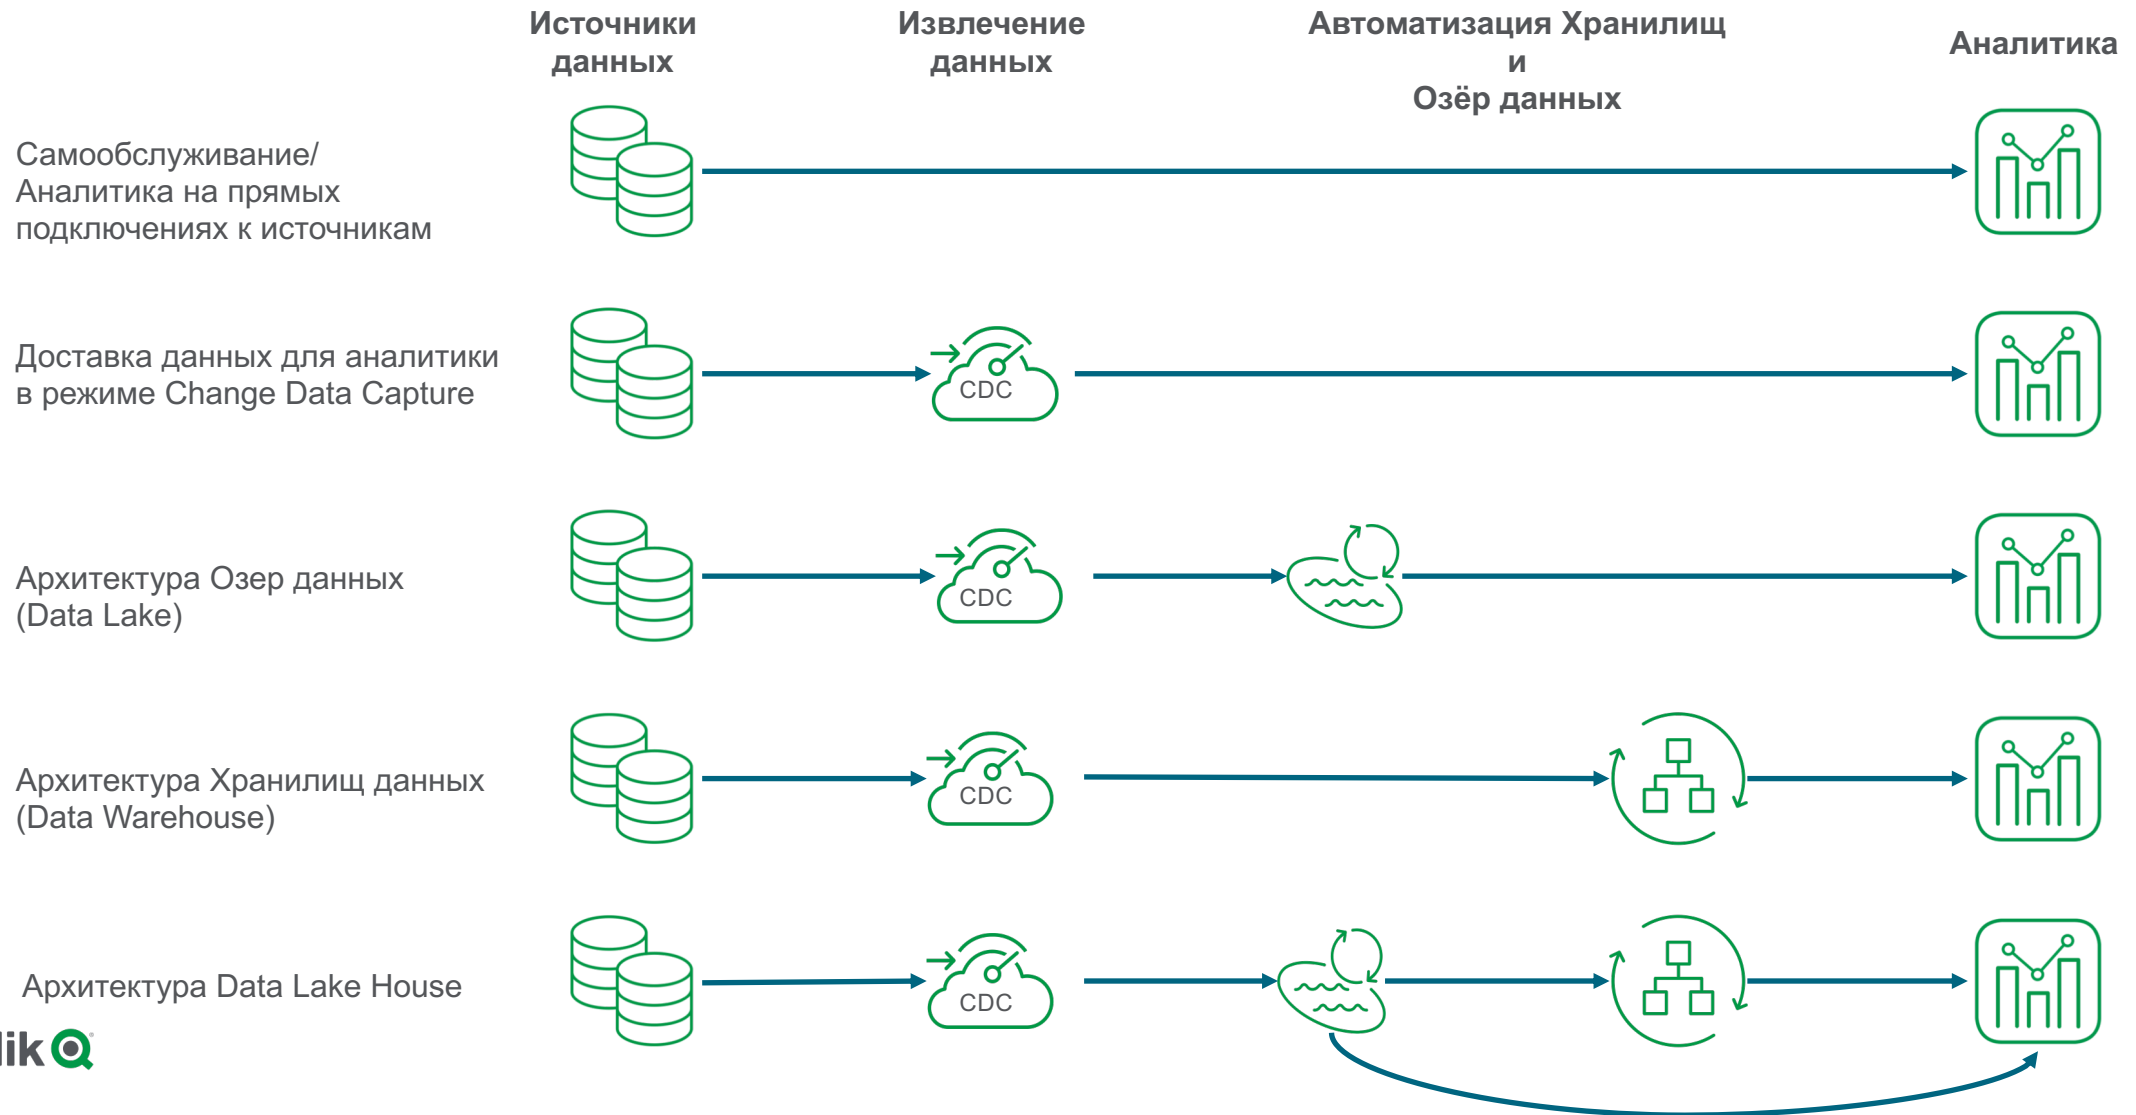 Источники
данных
Извлечение
данных
Автоматизация Хранилищ
и
Озёр данных
Аналитика
Самообслуживание/
Аналитика на прямых
подключениях к источникам
Доставка данных для аналитики
в режиме Change Data Capture
CDC
Архитектура Озер данных
(Data Lake)
CDC
Архитектура Хранилищ данных
(Data Warehouse)
CDC
Архитектура Data Lake House
CDC
lik